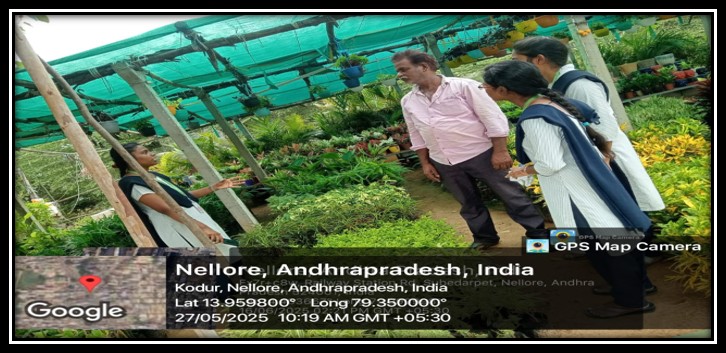 GPS Map Camera
Nellore, Andhrapradesh, India
Kodur, Nellore, Andhrapradesh, India
Lat 13.959800° Long 79.350000°
27/05/2025 10:19 AM GMT +05:30
Google